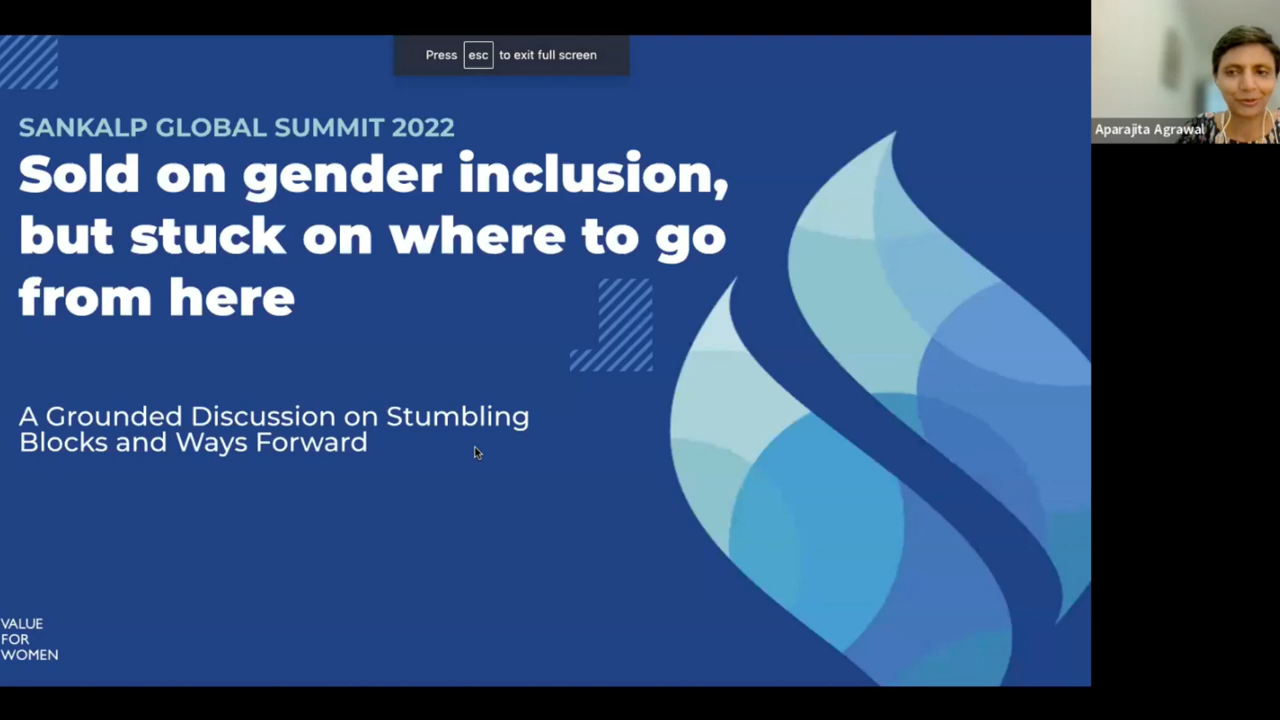 Press esc to exit full screen
Aparajita Agrawal
SANKALP GLOBAL SUMMIT 2022
Sold on gender inclusion,
but stuck on where to go
from here
A Grounded Discussion on Stumbling
Blocks and Ways Forward
VALUE
FOR
WOMEN